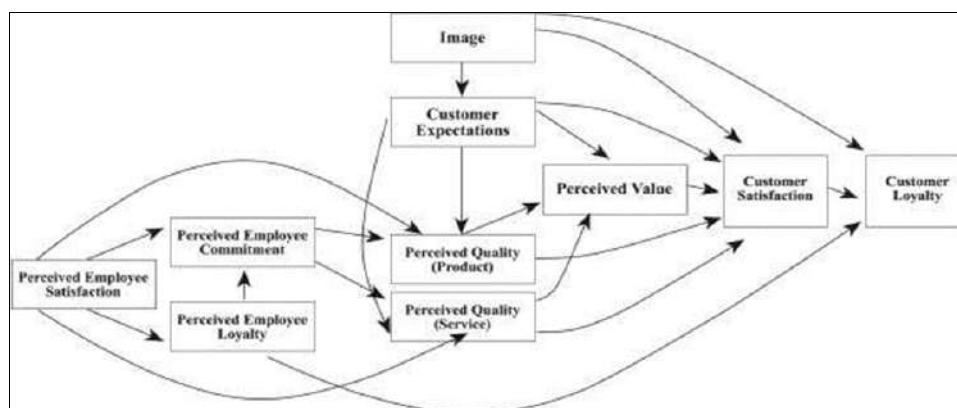 Image
Customer
Expectations
Perceived Value
Customer
Satisfaction
Customer
Loyalty
Perceived Employee
Commitment
Perceived Quality
(Product)
Perceived Employee
Satisfaction
Perceived Employee
Loyalty
Perceived Quality
(Service)